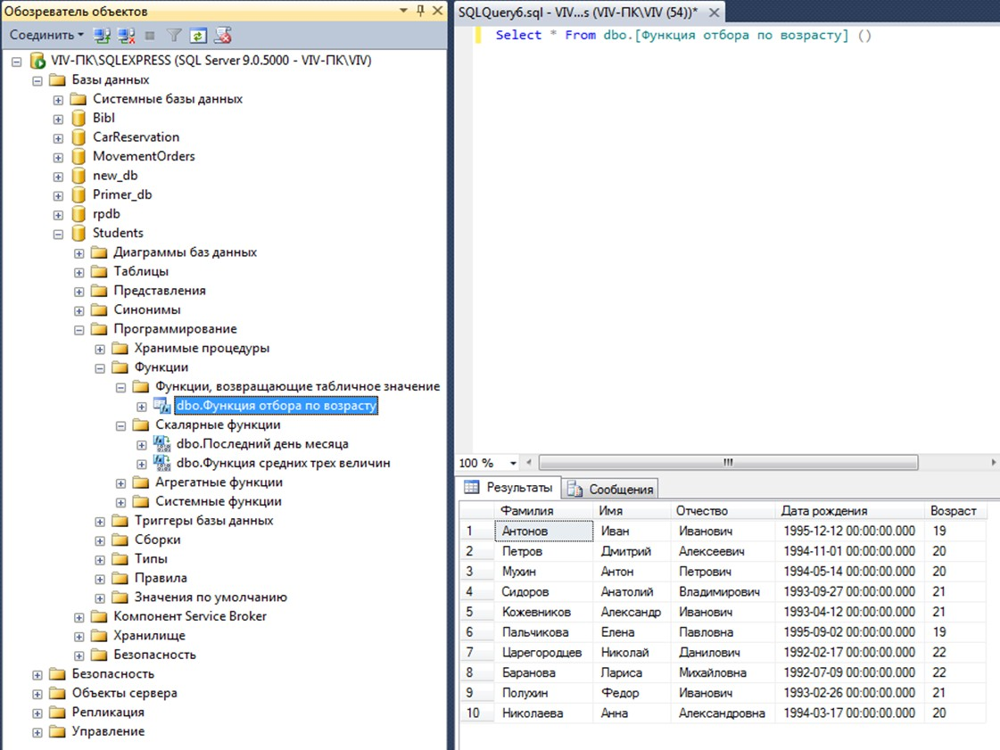 Обозреватель объектов
Соединить
VIV-ПК\SQLEXPRESS (SQL Server 9.0.5000 - VIV-ПК\VIV)
Базы данных
Системные базы данных
Bibl
CarReservation
MovementOrders
new_db
Primer_db
rpdb
Students
Диаграммы баз данных
Таблицы
Представления
Синонимы
Программирование
Хранимые процедуры
Функции
Функции, возвращающие табличное значение
dbo.Функция отбора по возрасту
Скалярные функции
dbo.Последний день месяца
dbo.Функция средних трех величин
Агрегатные функции
Системные функции
Триггеры базы данных
Сборки
Типы
Правила
Значения по умолчанию
Компонент Service Broker
Хранилище
Безопасность
Безопасность
Объекты сервера
Репликация
Управление
SQLQuery6.sql - VIV...s (VIV-ПК\VIV (54))*
Select * From dbo.[Функция отбора по возрасту] ()
100 %
Результаты Сообщения
Фамилия Имя Отчество Дата рождения Возраст
1 Антонов Иван Иванович 1995-12-12 00:00:00.000 19
2 Петров Дмитрий Алексеевич 1994-11-01 00:00:00.000 20
3 Мухин Антон Петрович 1994-05-14 00:00:00.000 20
4 Сидоров Анатолий Владимирович 1993-09-27 00:00:00.000 21
5 Кожевников Александр Иванович 1993-04-12 00:00:00.000 21
6 Пальчикова Елена Павловна 1995-09-02 00:00:00.000 19
7 Царегородцев Николай Данилович 1992-02-17 00:00:00.000 22
8 Баранова Лариса Михайловна 1992-07-09 00:00:00.000 22
9 Полухин Федор Иванович 1993-02-26 00:00:00.000 21
10 Николаева Анна Александровна 1994-03-17 00:00:00.000 20